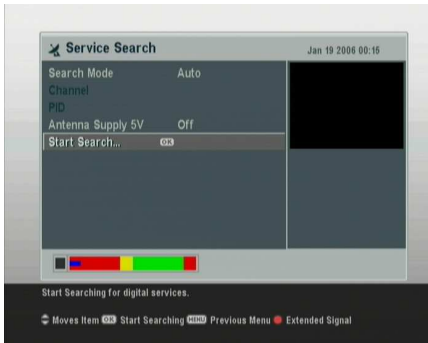 Service Search
Jan 19 2006 00:16
Search Mode Auto
Channel
PID
Antenna Supply 5V Off
Start Search... OK
Start Searching for digital services.
Moves Item OK Start Searching MENU Previous Menu Extended Signal